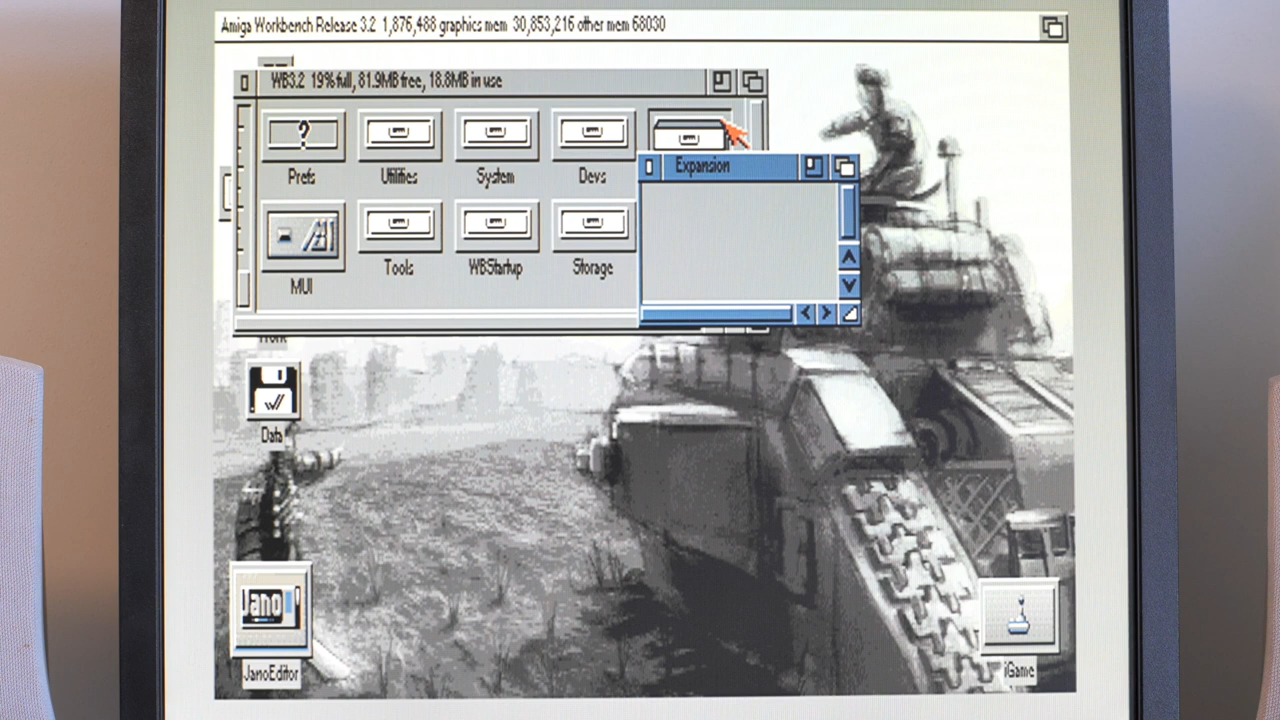 Amiga Workbench Release 3.2 1,876,488 graphics mem 30,853,216 other mem 68030
WB3.2 19% full, 81.9MB free, 18.8MB in use
?
Prefs
Utilities
System
Devs
Expansion
MUI
Tools
WBStartup
Storage
Data
Jano
JanoEditor
iGame